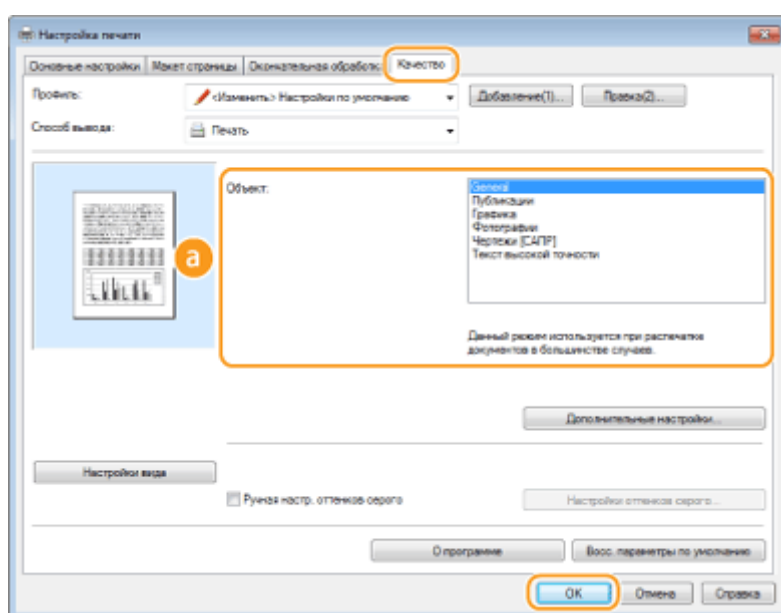 Настройка печати
Основные настройки Макет страницы Окончательная обработк Качество
Профиль: <Изменить> Настройки по умолчанию Добавление(1)... Правка(2)...
Способ вывода: Печать
Объект: General
Публикации
Графика
Фотографии
Чертежи [САПР]
Текст высокой точности
a
Данный режим используется при распечатке
документов в большинстве случаев.
Дополнительные настройки...
Настройки вида
Ручная настр. оттенков серого Настройки оттенков серого...
О программе Восс. параметры по умолчанию
OK Отмена Справка